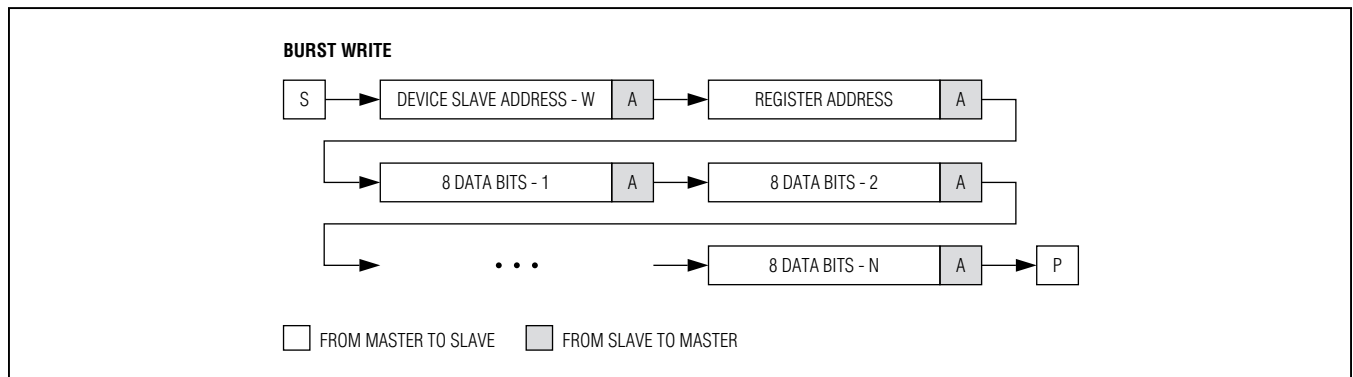 BURST WRITE
S DEVICE SLAVE ADDRESS - W A REGISTER ADDRESS A
8 DATA BITS - 1 A 8 DATA BITS - 2 A
• • • 8 DATA BITS - N A P
FROM MASTER TO SLAVE FROM SLAVE TO MASTER